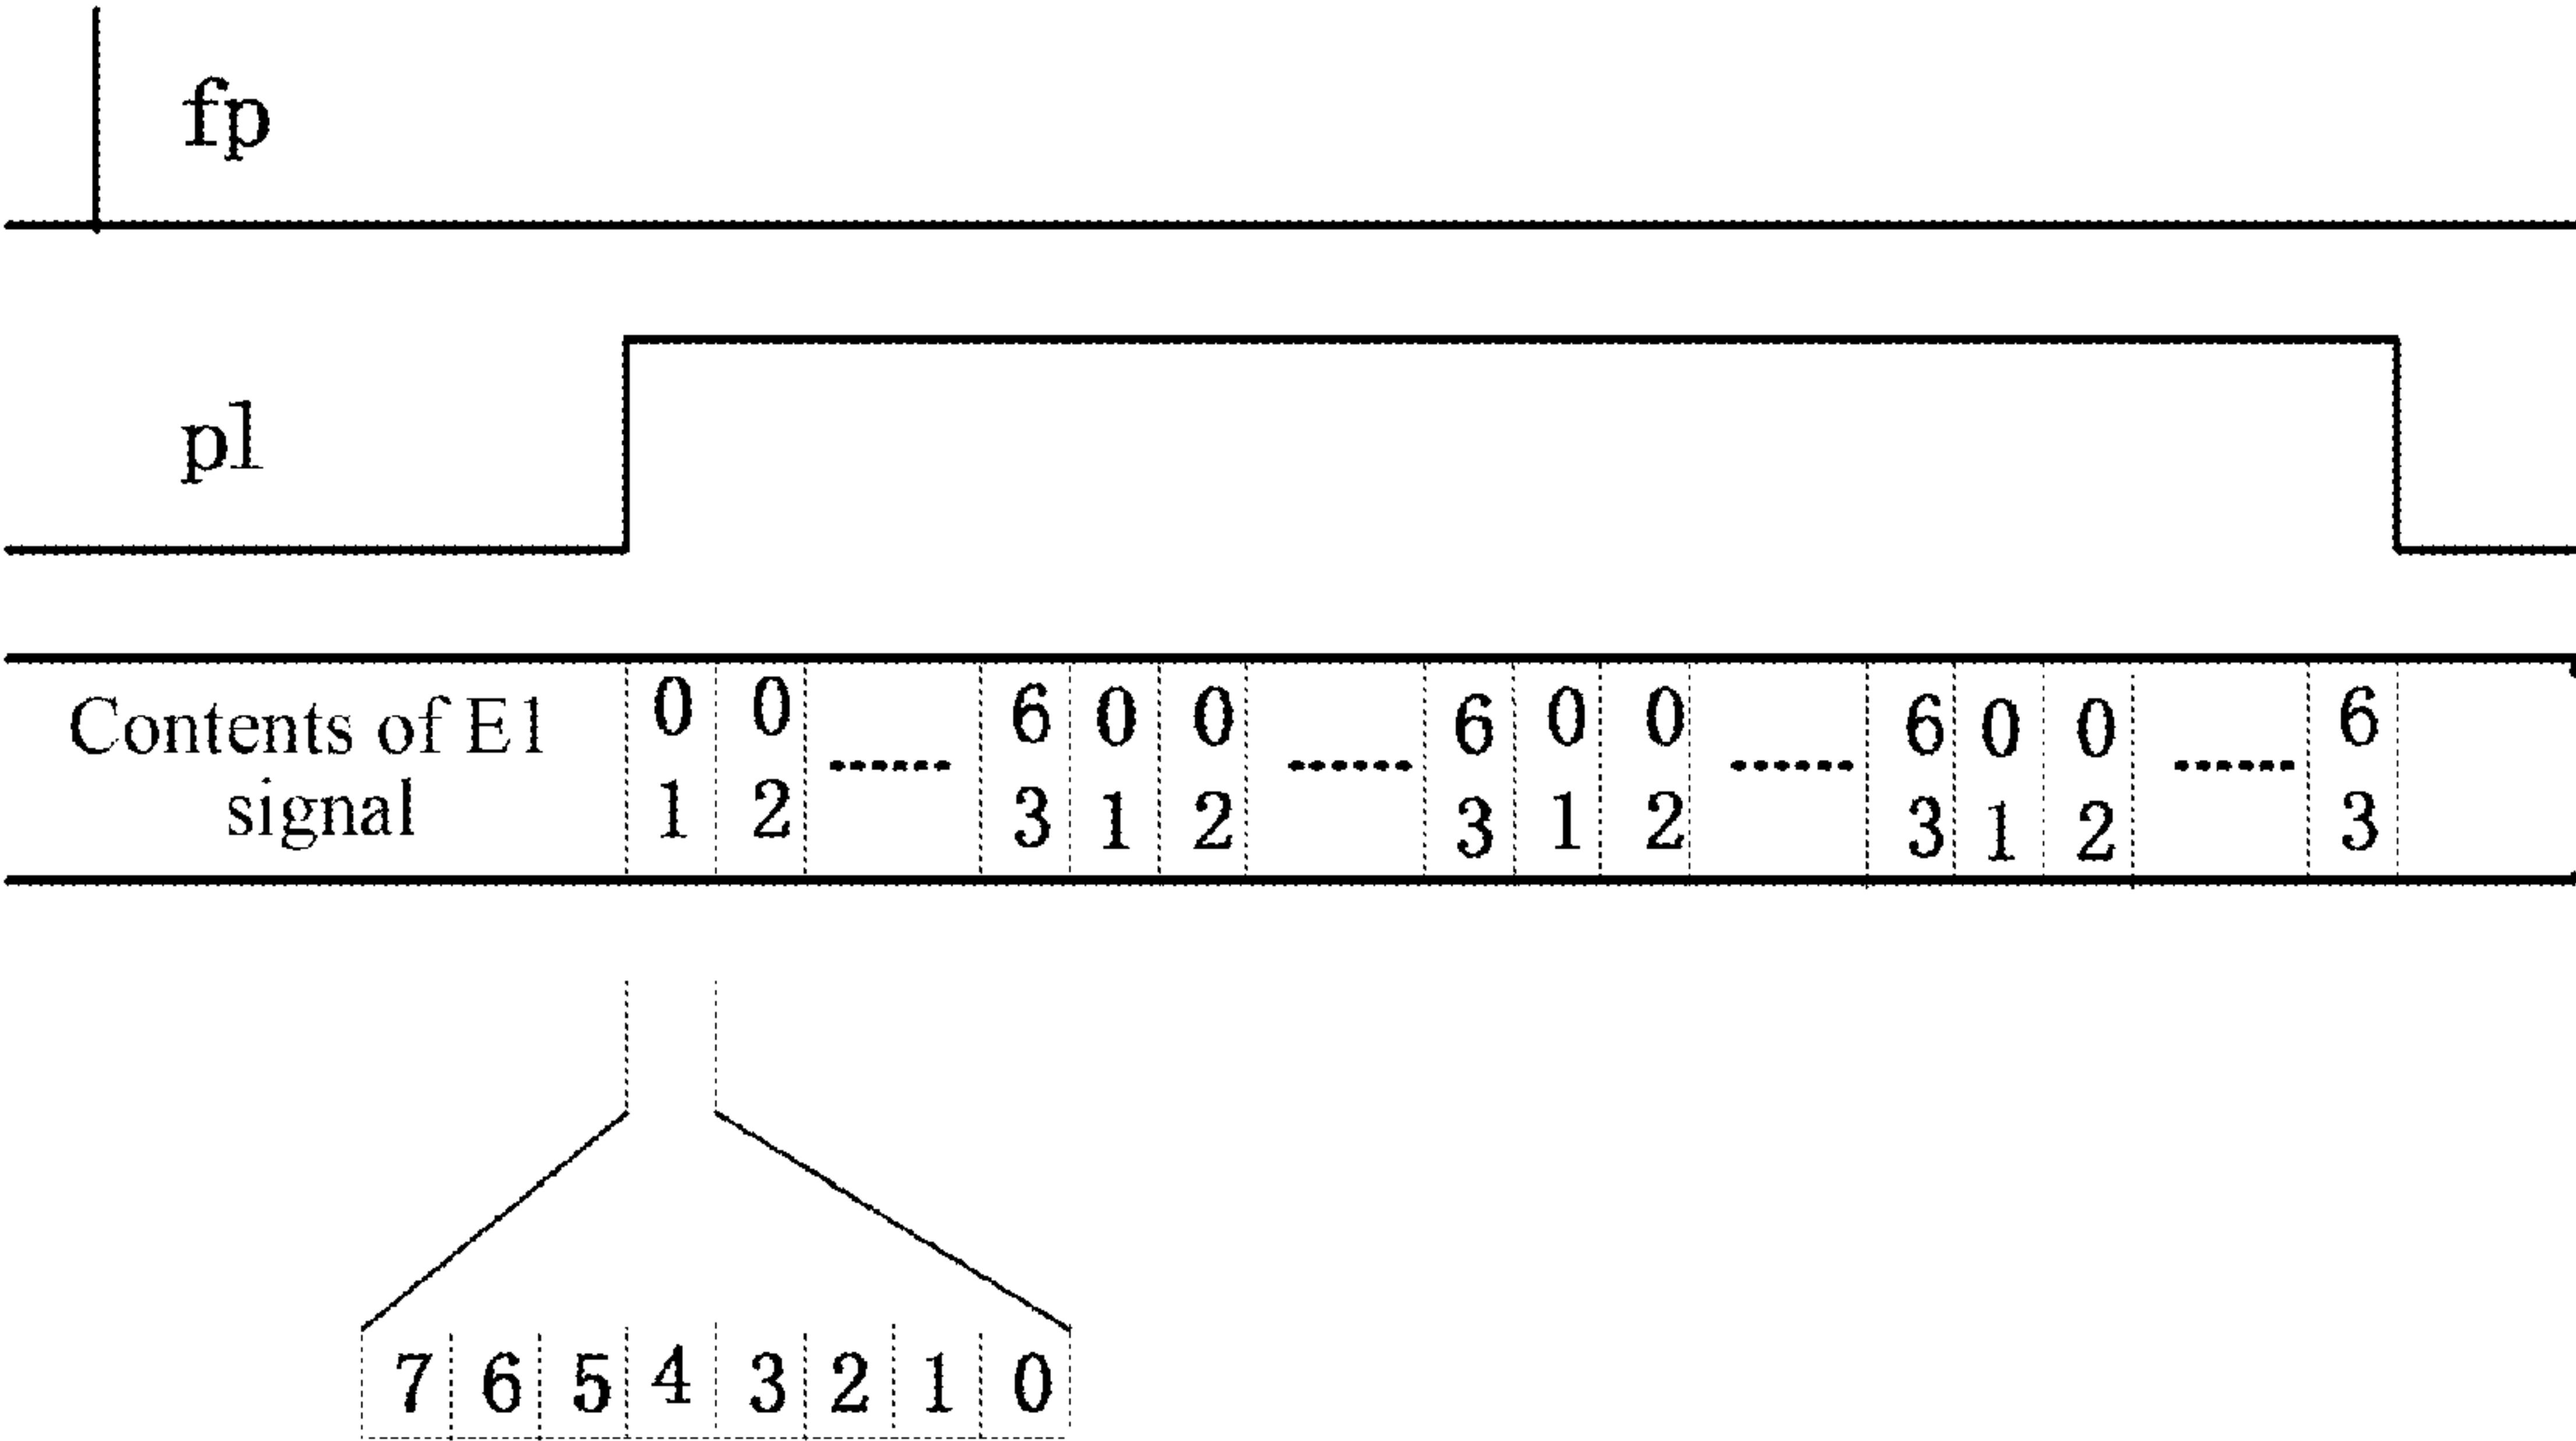 fp
pl
Contents of E1 signal
0 0 ...... 6 0 0 ...... 6 0 0 ...... 6 0 0 ...... 6
1 2 3 1 2 3 1 2 3 1 2 3
7 6 5 4 3 2 1 0